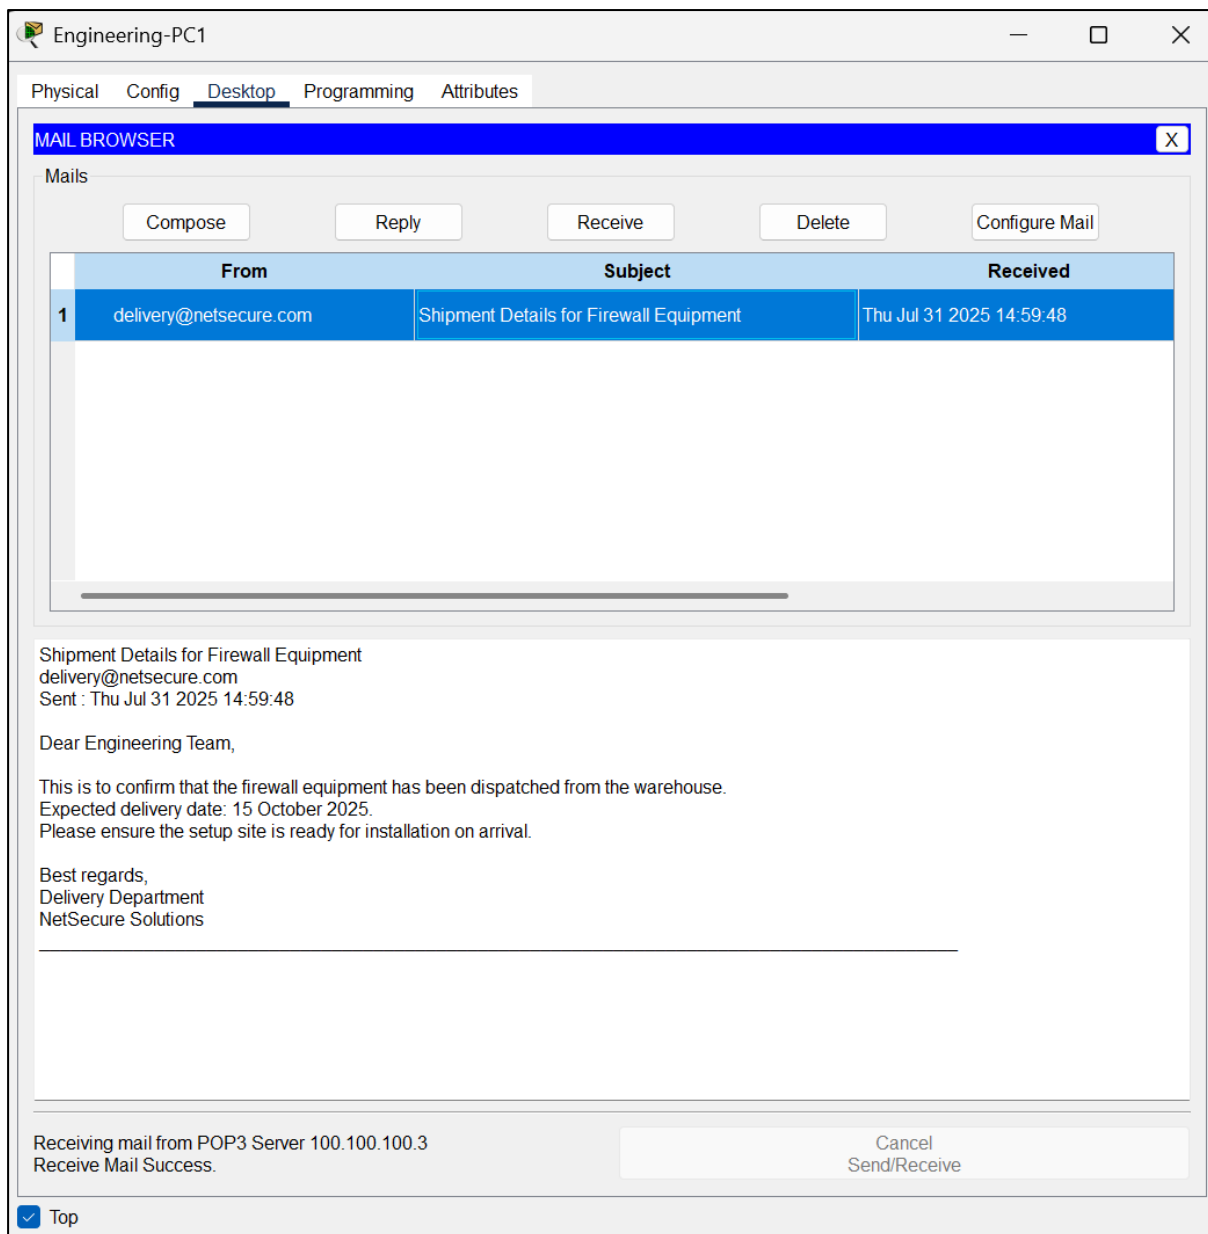 Engineering-PC1
Physical Config Desktop Programming Attributes
MAIL BROWSER X
Mails
Compose Reply Receive Delete Configure Mail
From Subject Received
1 delivery@netsecure.com Shipment Details for Firewall Equipment Thu Jul 31 2025 14:59:48
Shipment Details for Firewall Equipment
delivery@netsecure.com
Sent : Thu Jul 31 2025 14:59:48
Dear Engineering Team,
This is to confirm that the firewall equipment has been dispatched from the warehouse.
Expected delivery date: 15 October 2025.
Please ensure the setup site is ready for installation on arrival.
Best regards,
Delivery Department
NetSecure Solutions
Receiving mail from POP3 Server 100.100.100.3
Receive Mail Success.
Cancel
Send/Receive
Top